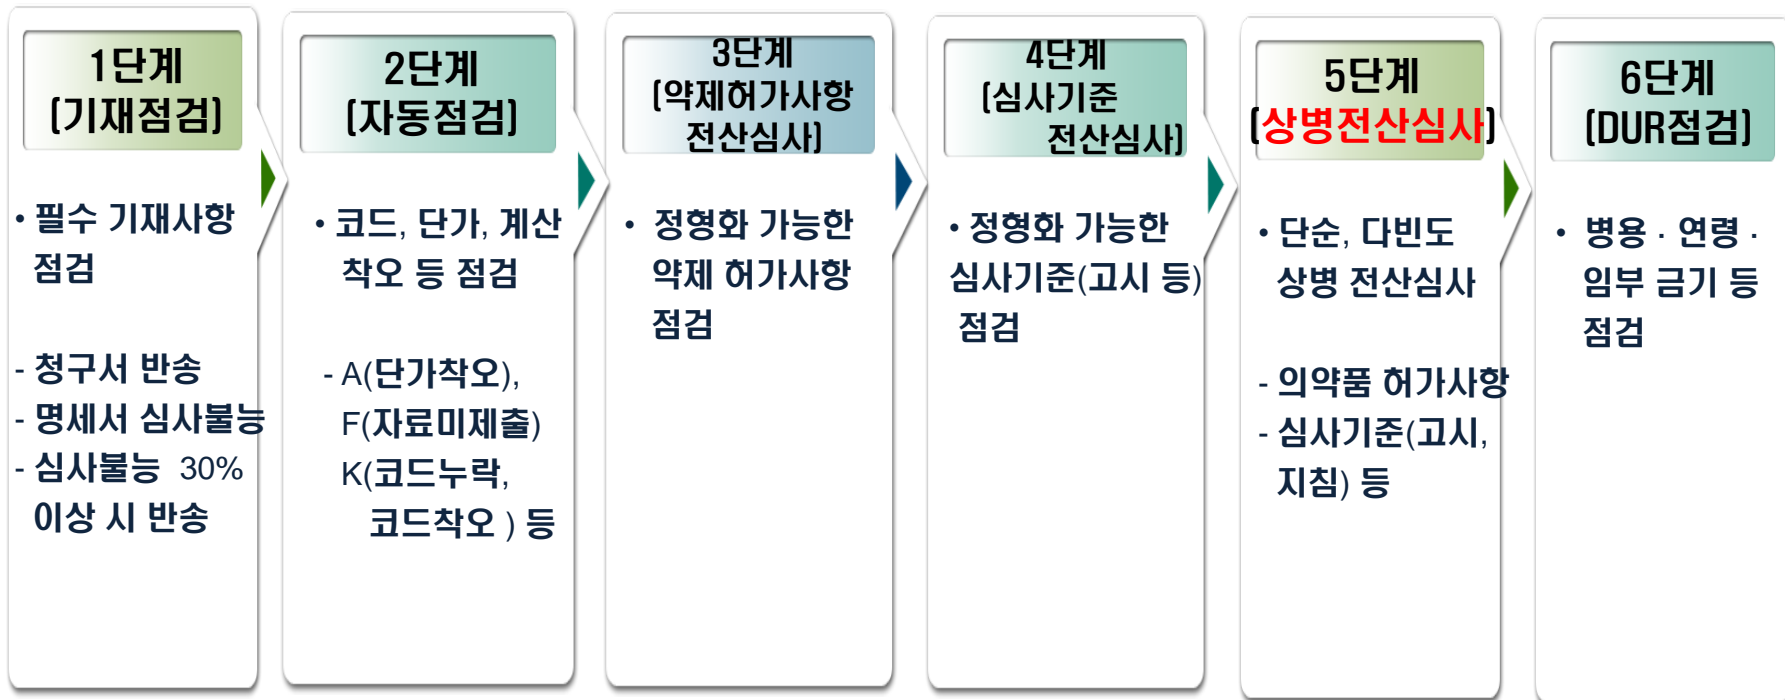 1단계
(기재점검)
• 필수 기재사항
점검
- 청구서 반송
- 명세서 심사불능
- 심사불능 30%
이상 시 반송
2단계
(자동점검)
• 코드, 단가, 계산
착오 등 점검
- A(단가착오),
F(자료미제출)
K(코드누락,
코드착오 ) 등
3단계
(약제허가사항
전산심사)
• 정형화 가능한
약제 허가사항
점검
4단계
(심사기준
전산심사)
• 정형화 가능한
심사기준(고시 등)
점검
5단계
(상병전산심사)
• 단순, 다빈도
상병 전산심사
- 의약품 허가사항
- 심사기준(고시,
지침) 등
6단계
(DUR점검)
• 병용 · 연령 ·
임부 금기 등
점검